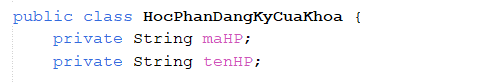 public class HocPhanDangKyCuaKhoa {
    private String maHP;
    private String tenHP;